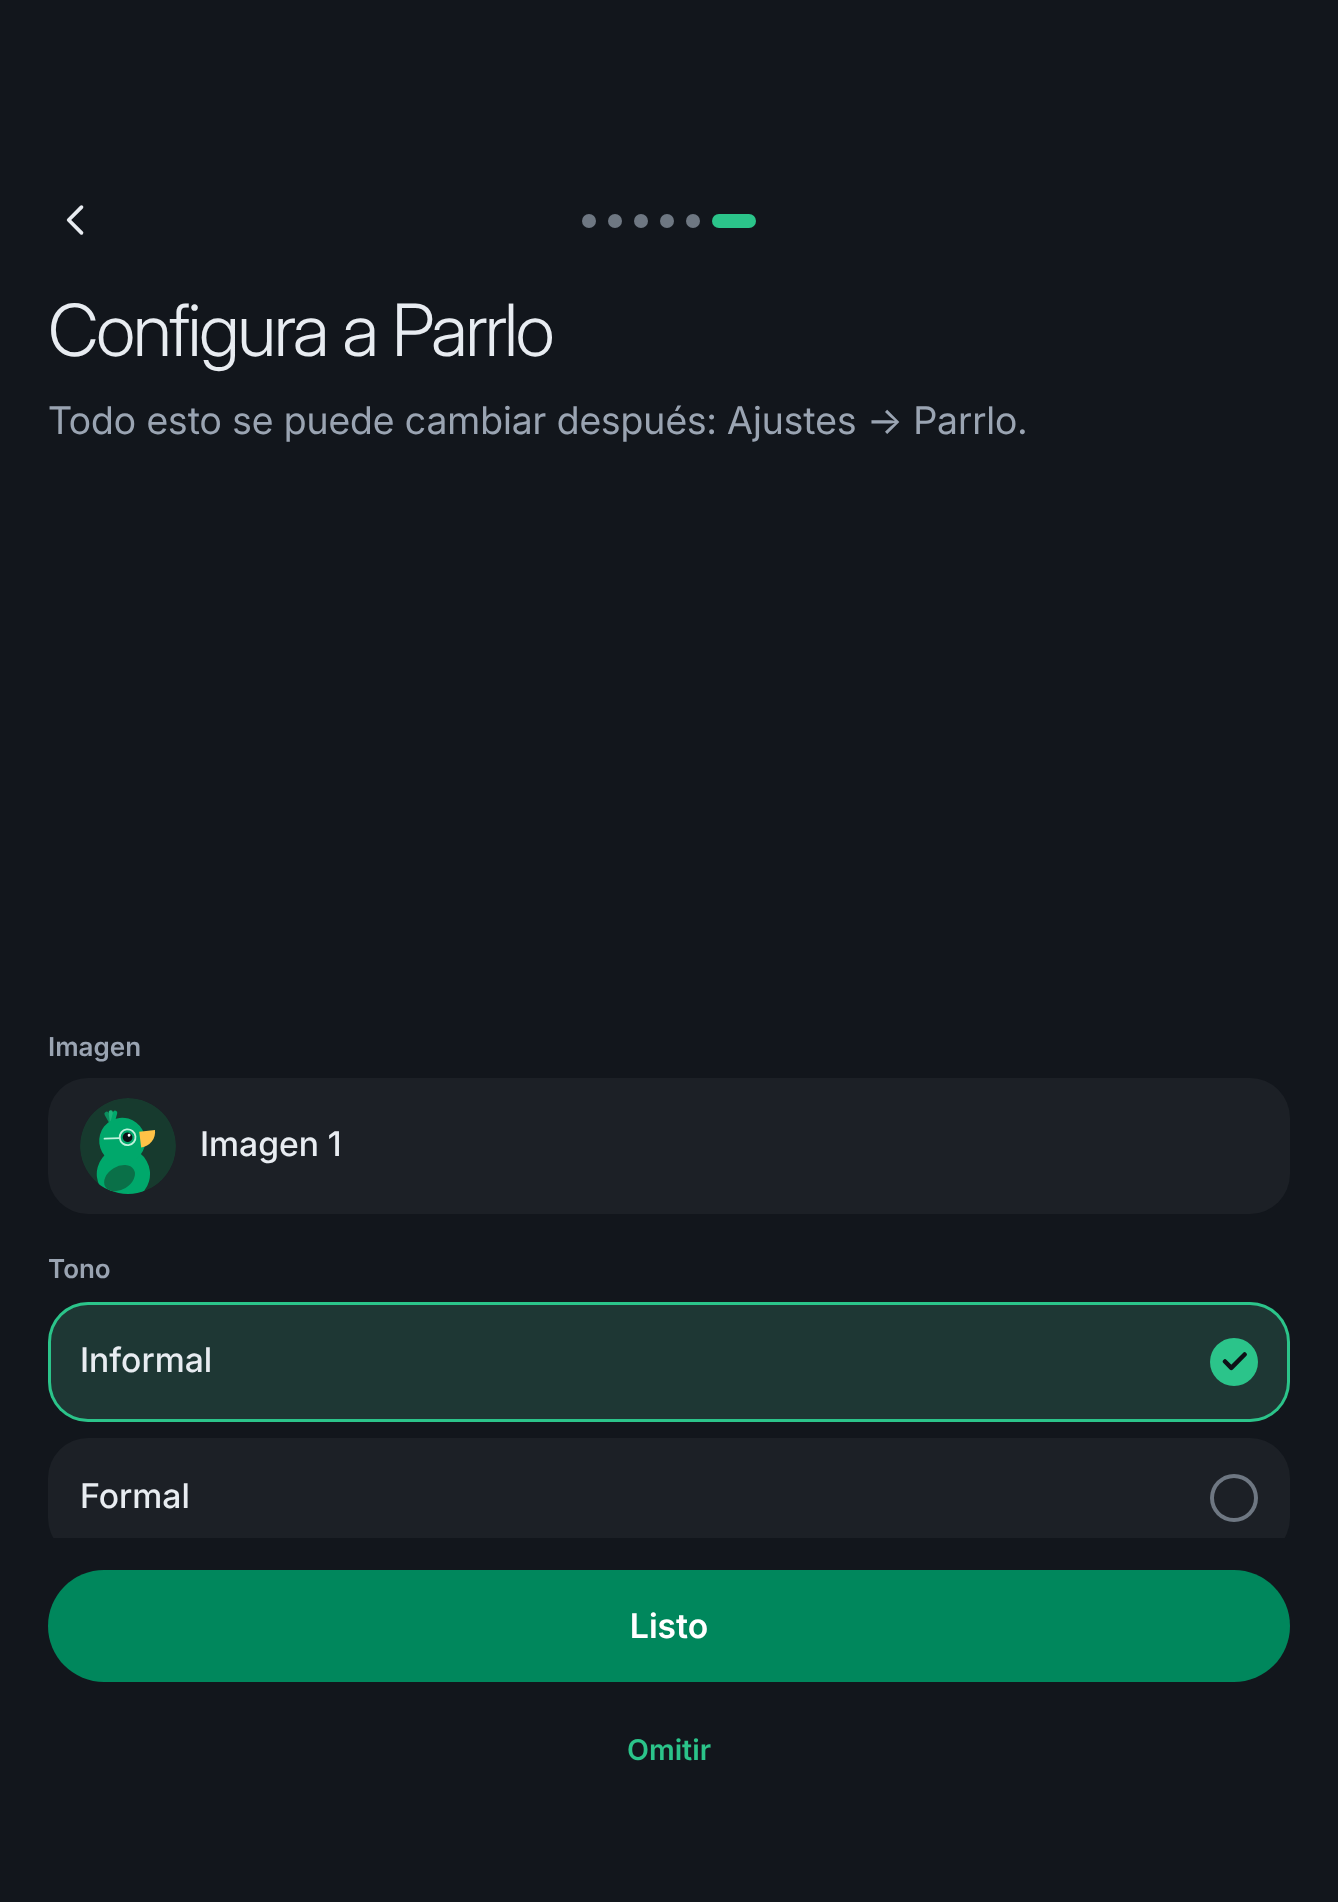 Configura a Parrlo
Todo esto se puede cambiar después: Ajustes → Parrlo.
Imagen
Imagen 1
Tono
Informal
Formal
Listo
Omitir